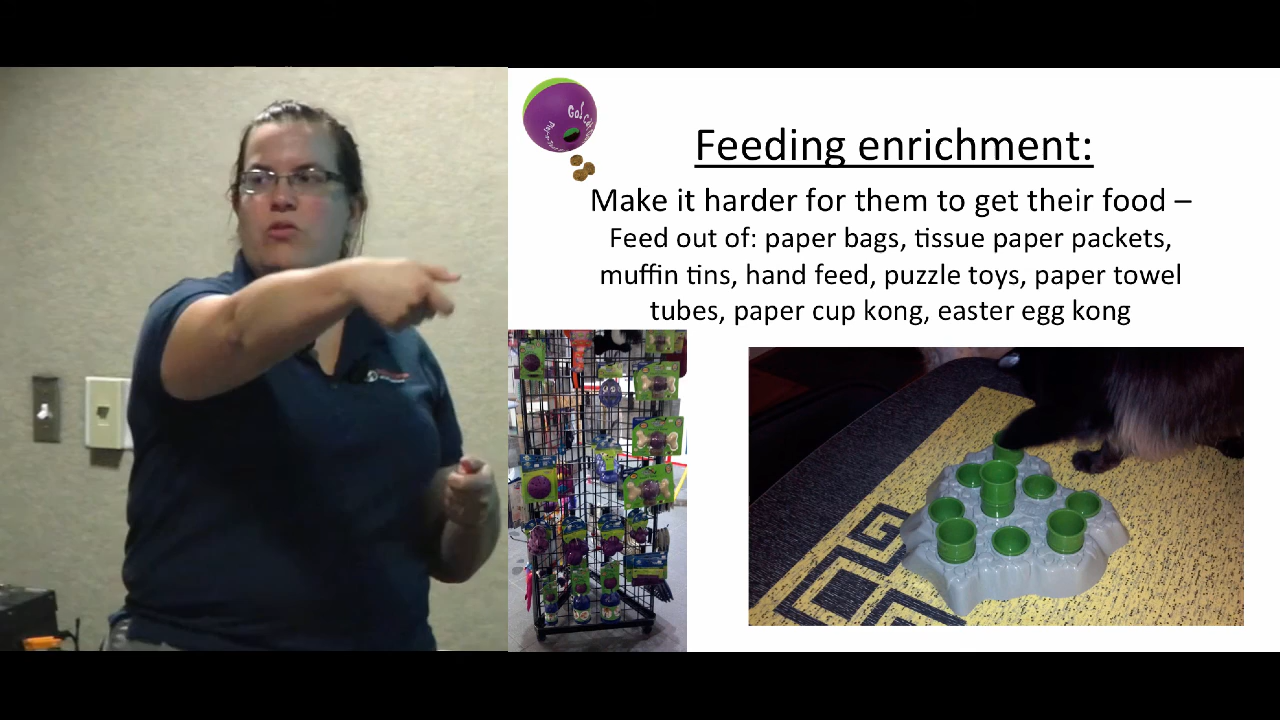 Feeding enrichment:
Make it harder for them to get their food –
Feed out of: paper bags, tissue paper packets,
muffin tins, hand feed, puzzle toys, paper towel
tubes, paper cup kong, easter egg kong